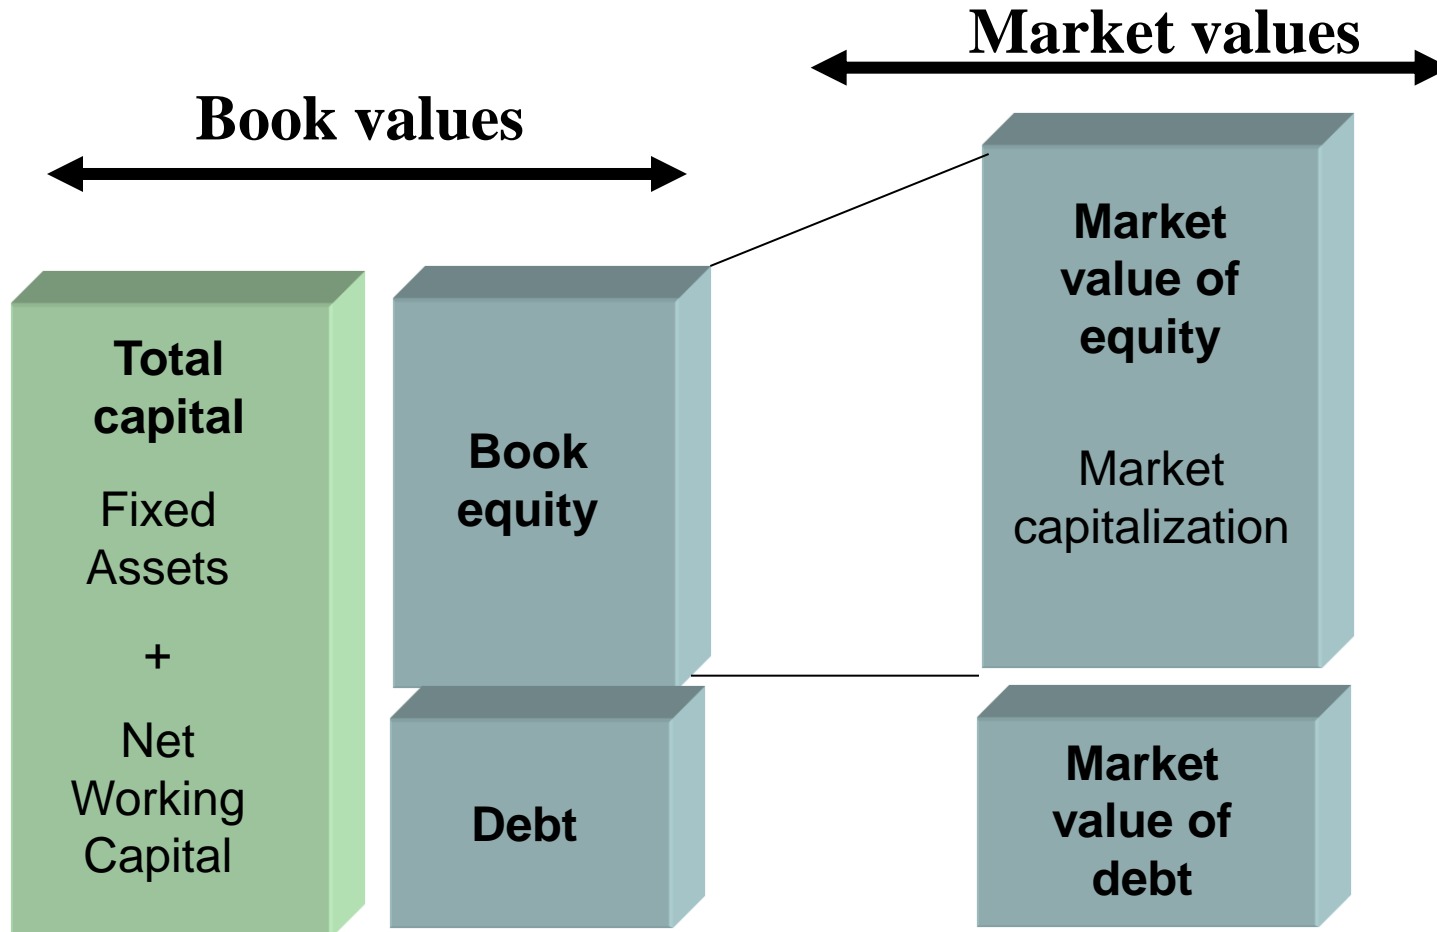 Market values
Book values
Total
capital
Fixed
Assets
+
Net
Working
Capital
Book
equity
Debt
Market
value of
equity
Market
capitalization
Market
value of
debt